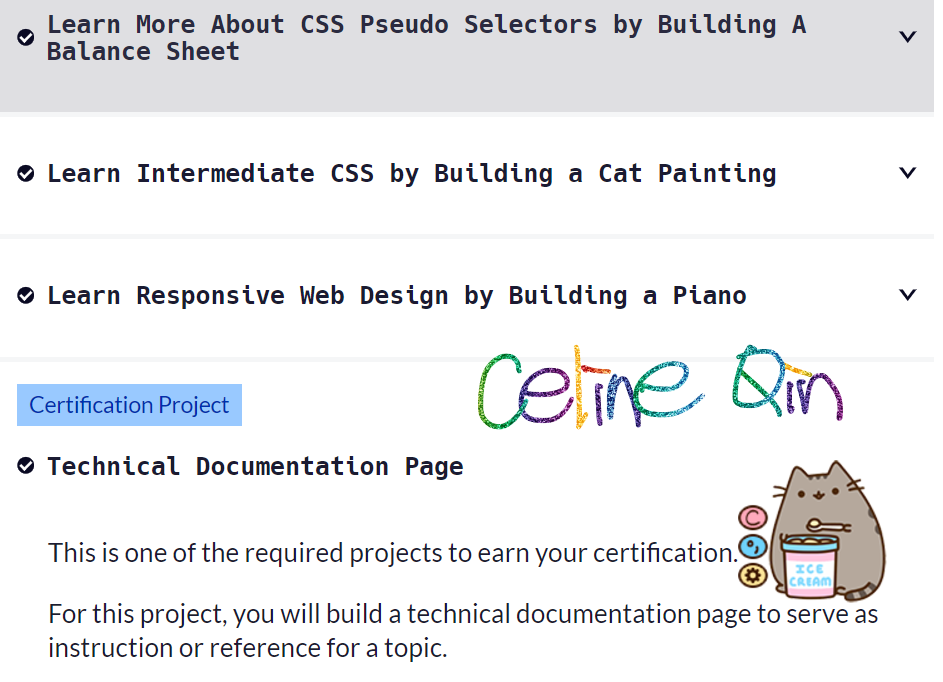 Learn More About CSS Pseudo Selectors by Building A
Balance Sheet
Learn Intermediate CSS by Building a Cat Painting
Learn Responsive Web Design by Building a Piano
Celine Qin
Certification Project
Technical Documentation Page
This is one of the required projects to earn your certification.
C
ICE
CREAM
For this project, you will build a technical documentation page to serve as
instruction or reference for a topic.